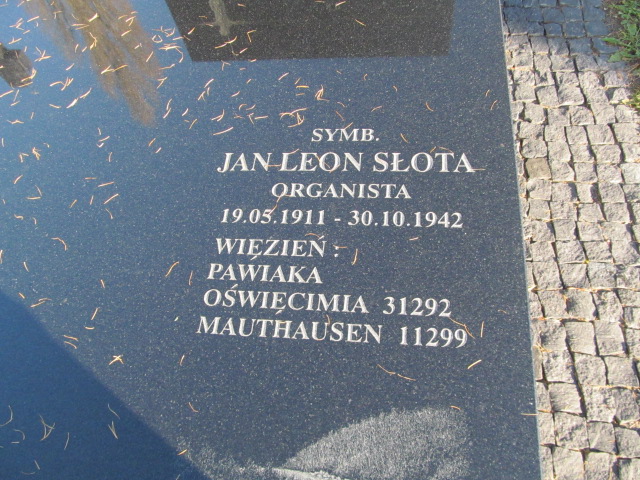 SYMB.
JAN LEON SŁOTA
ORGANISTA
19.05.1911 - 30.10.1942
WIĘZIEŃ :
PAWIAKA
OŚWIĘCIMIA 31292
MAUTHAUSEN 11299